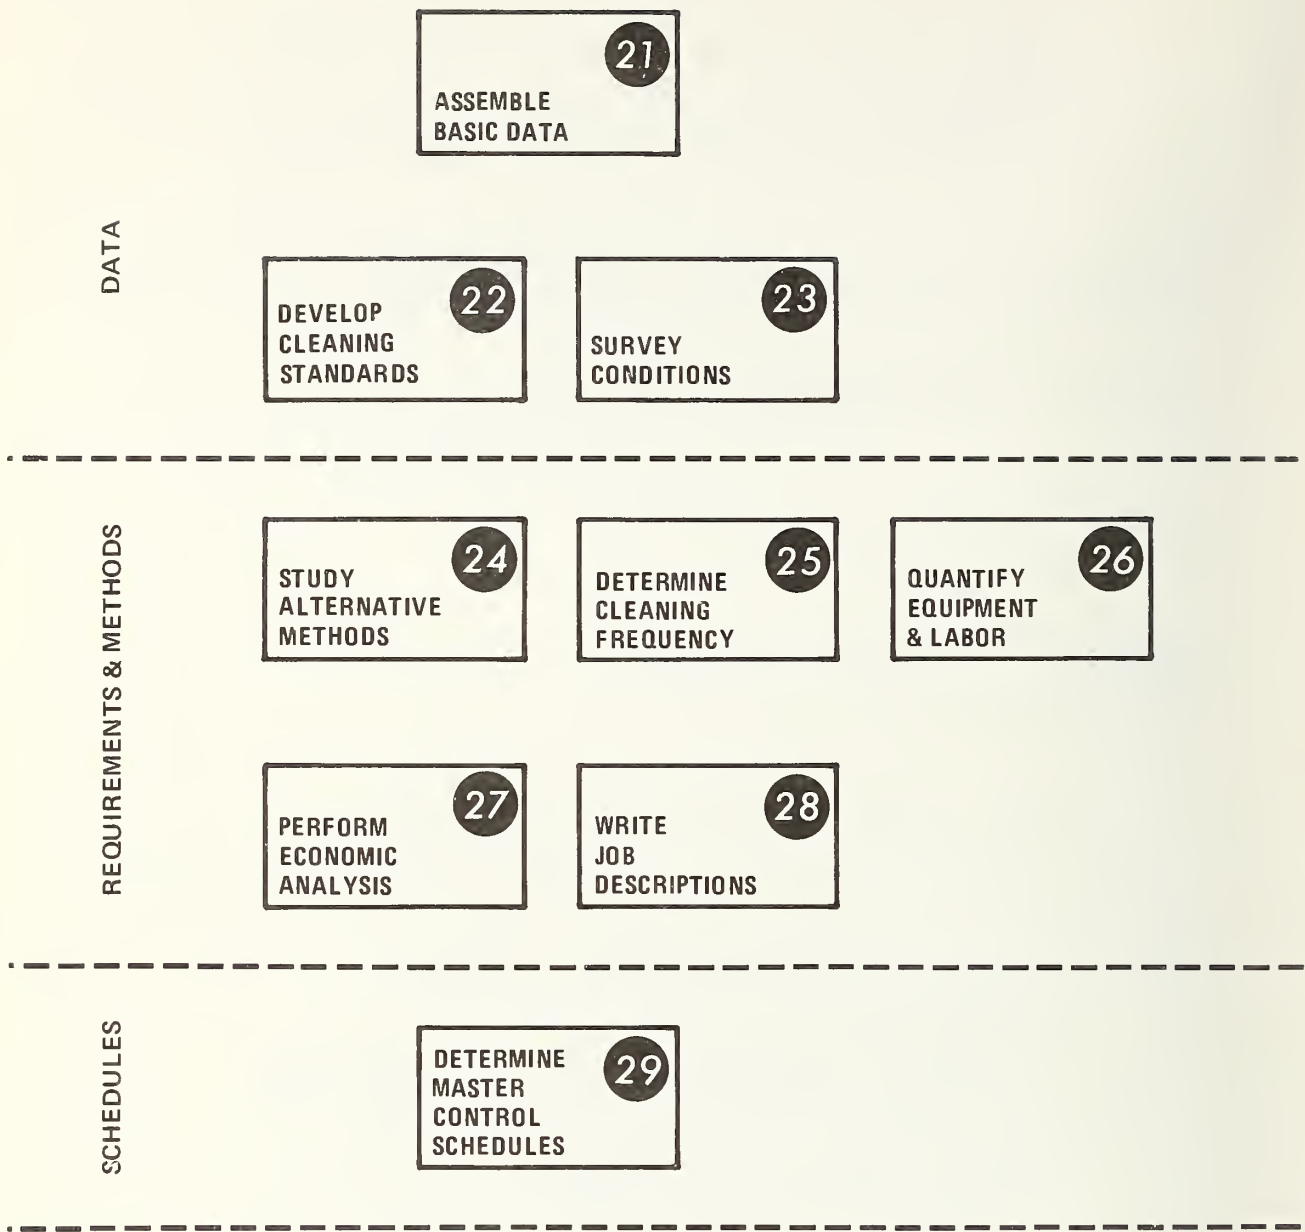 DATA
21
ASSEMBLE
BASIC DATA
22
DEVELOP
CLEANING
STANDARDS
23
SURVEY
CONDITIONS
REQUIREMENTS & METHODS
24
STUDY
ALTERNATIVE
METHODS
25
DETERMINE
CLEANING
FREQUENCY
26
QUANTIFY
EQUIPMENT
& LABOR
27
PERFORM
ECONOMIC
ANALYSIS
28
WRITE
JOB
DESCRIPTIONS
SCHEDULES
29
DETERMINE
MASTER
CONTROL
SCHEDULES